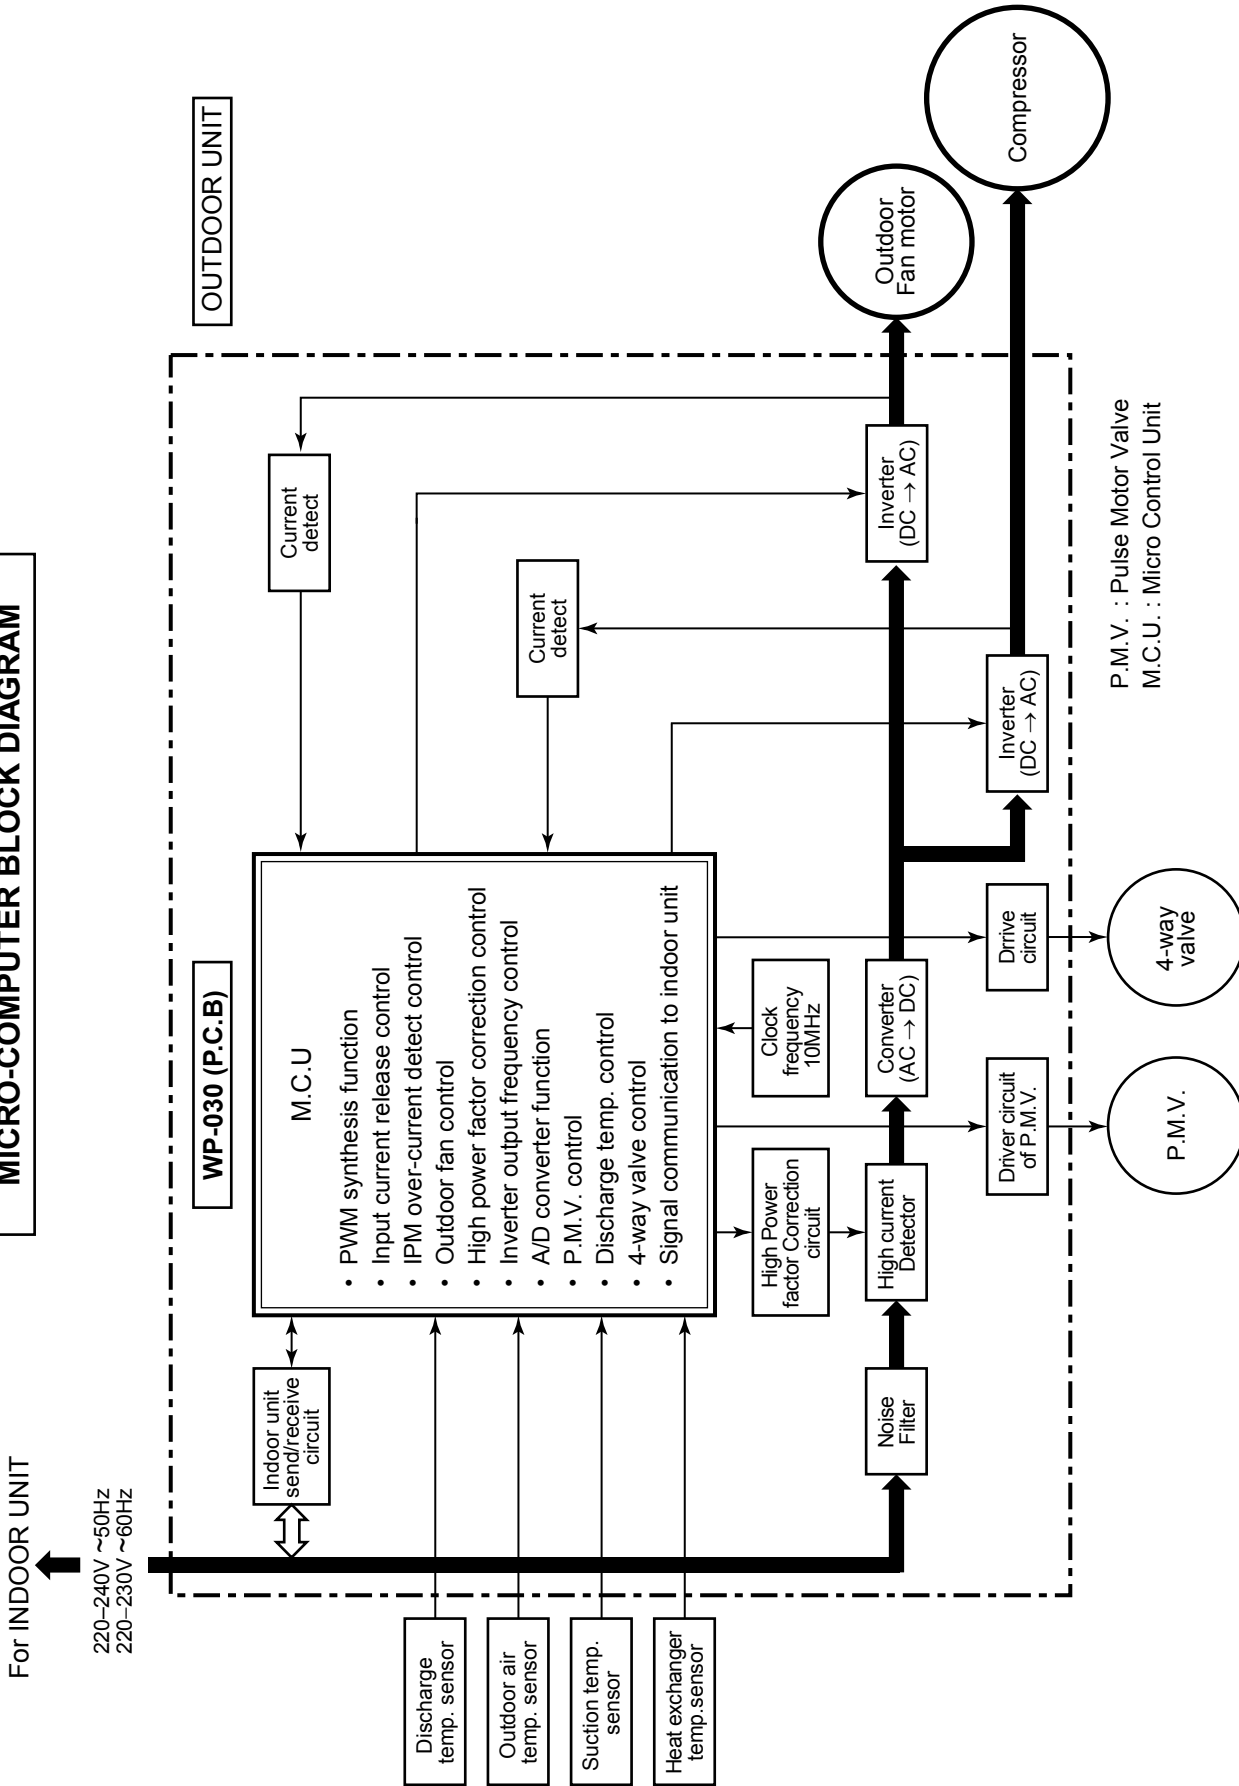 MICRO-COMPUTER BLOCK DIAGRAM
For INDOOR UNIT
220–240V ~50Hz
220–230V ~60Hz
OUTDOOR UNIT
WP-030 (P.C.B)
Indoor unit
send/receive
circuit
M.C.U
• PWM synthesis function
• Input current release control
• IPM over-current detect control
• Outdoor fan control
• High power factor correction control
• Inverter output frequency control
• A/D converter function
• P.M.V. control
• Discharge temp. control
• 4-way valve control
• Signal communication to indoor unit
Current
detect
Current
detect
Discharge
temp. sensor
Outdoor air
temp. sensor
Suction temp.
sensor
Heat exchanger
temp.sensor
High Power
factor Correction
circuit
Clock
frequency
10MHz
Noise
Filter
High current
Detector
Converter
(AC → DC)
Inverter
(DC → AC)
Outdoor
Fan motor
Driver circuit
of P.M.V.
Drrive
circuit
Inverter
(DC → AC)
Compressor
P.M.V.
4-way
valve
P.M.V. : Pulse Motor Valve
M.C.U. : Micro Control Unit